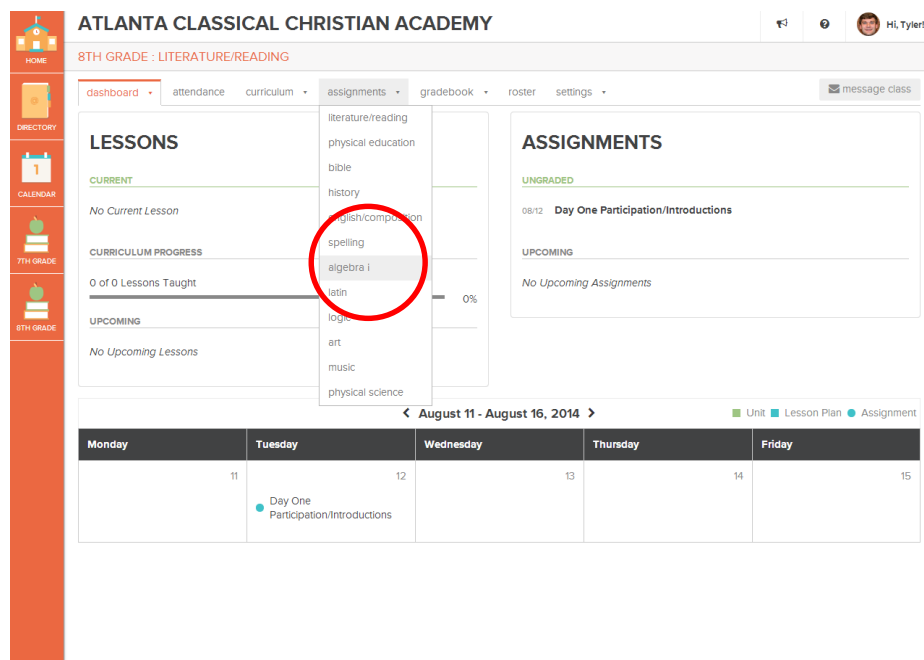 ATLANTA CLASSICAL CHRISTIAN ACADEMY
Hi, Tyler!
HOME
8TH GRADE : LITERATURE/READING
dashboard attendance curriculum assignments gradebook roster settings message class
DIRECTORY
1
CALENDAR
7TH GRADE
8TH GRADE
LESSONS
CURRENT
No Current Lesson
CURRICULUM PROGRESS
0 of 0 Lessons Taught
0%
UPCOMING
No Upcoming Lessons
literature/reading
physical education
bible
history
english/composition
spelling
algebra i
latin
logic
art
music
physical science
ASSIGNMENTS
UNGRADED
08/12 Day One Participation/Introductions
UPCOMING
No Upcoming Assignments
August 11 - August 16, 2014
Unit Lesson Plan Assignment
Monday Tuesday Wednesday Thursday Friday
11 12 13 14 15
Day One
Participation/Introductions